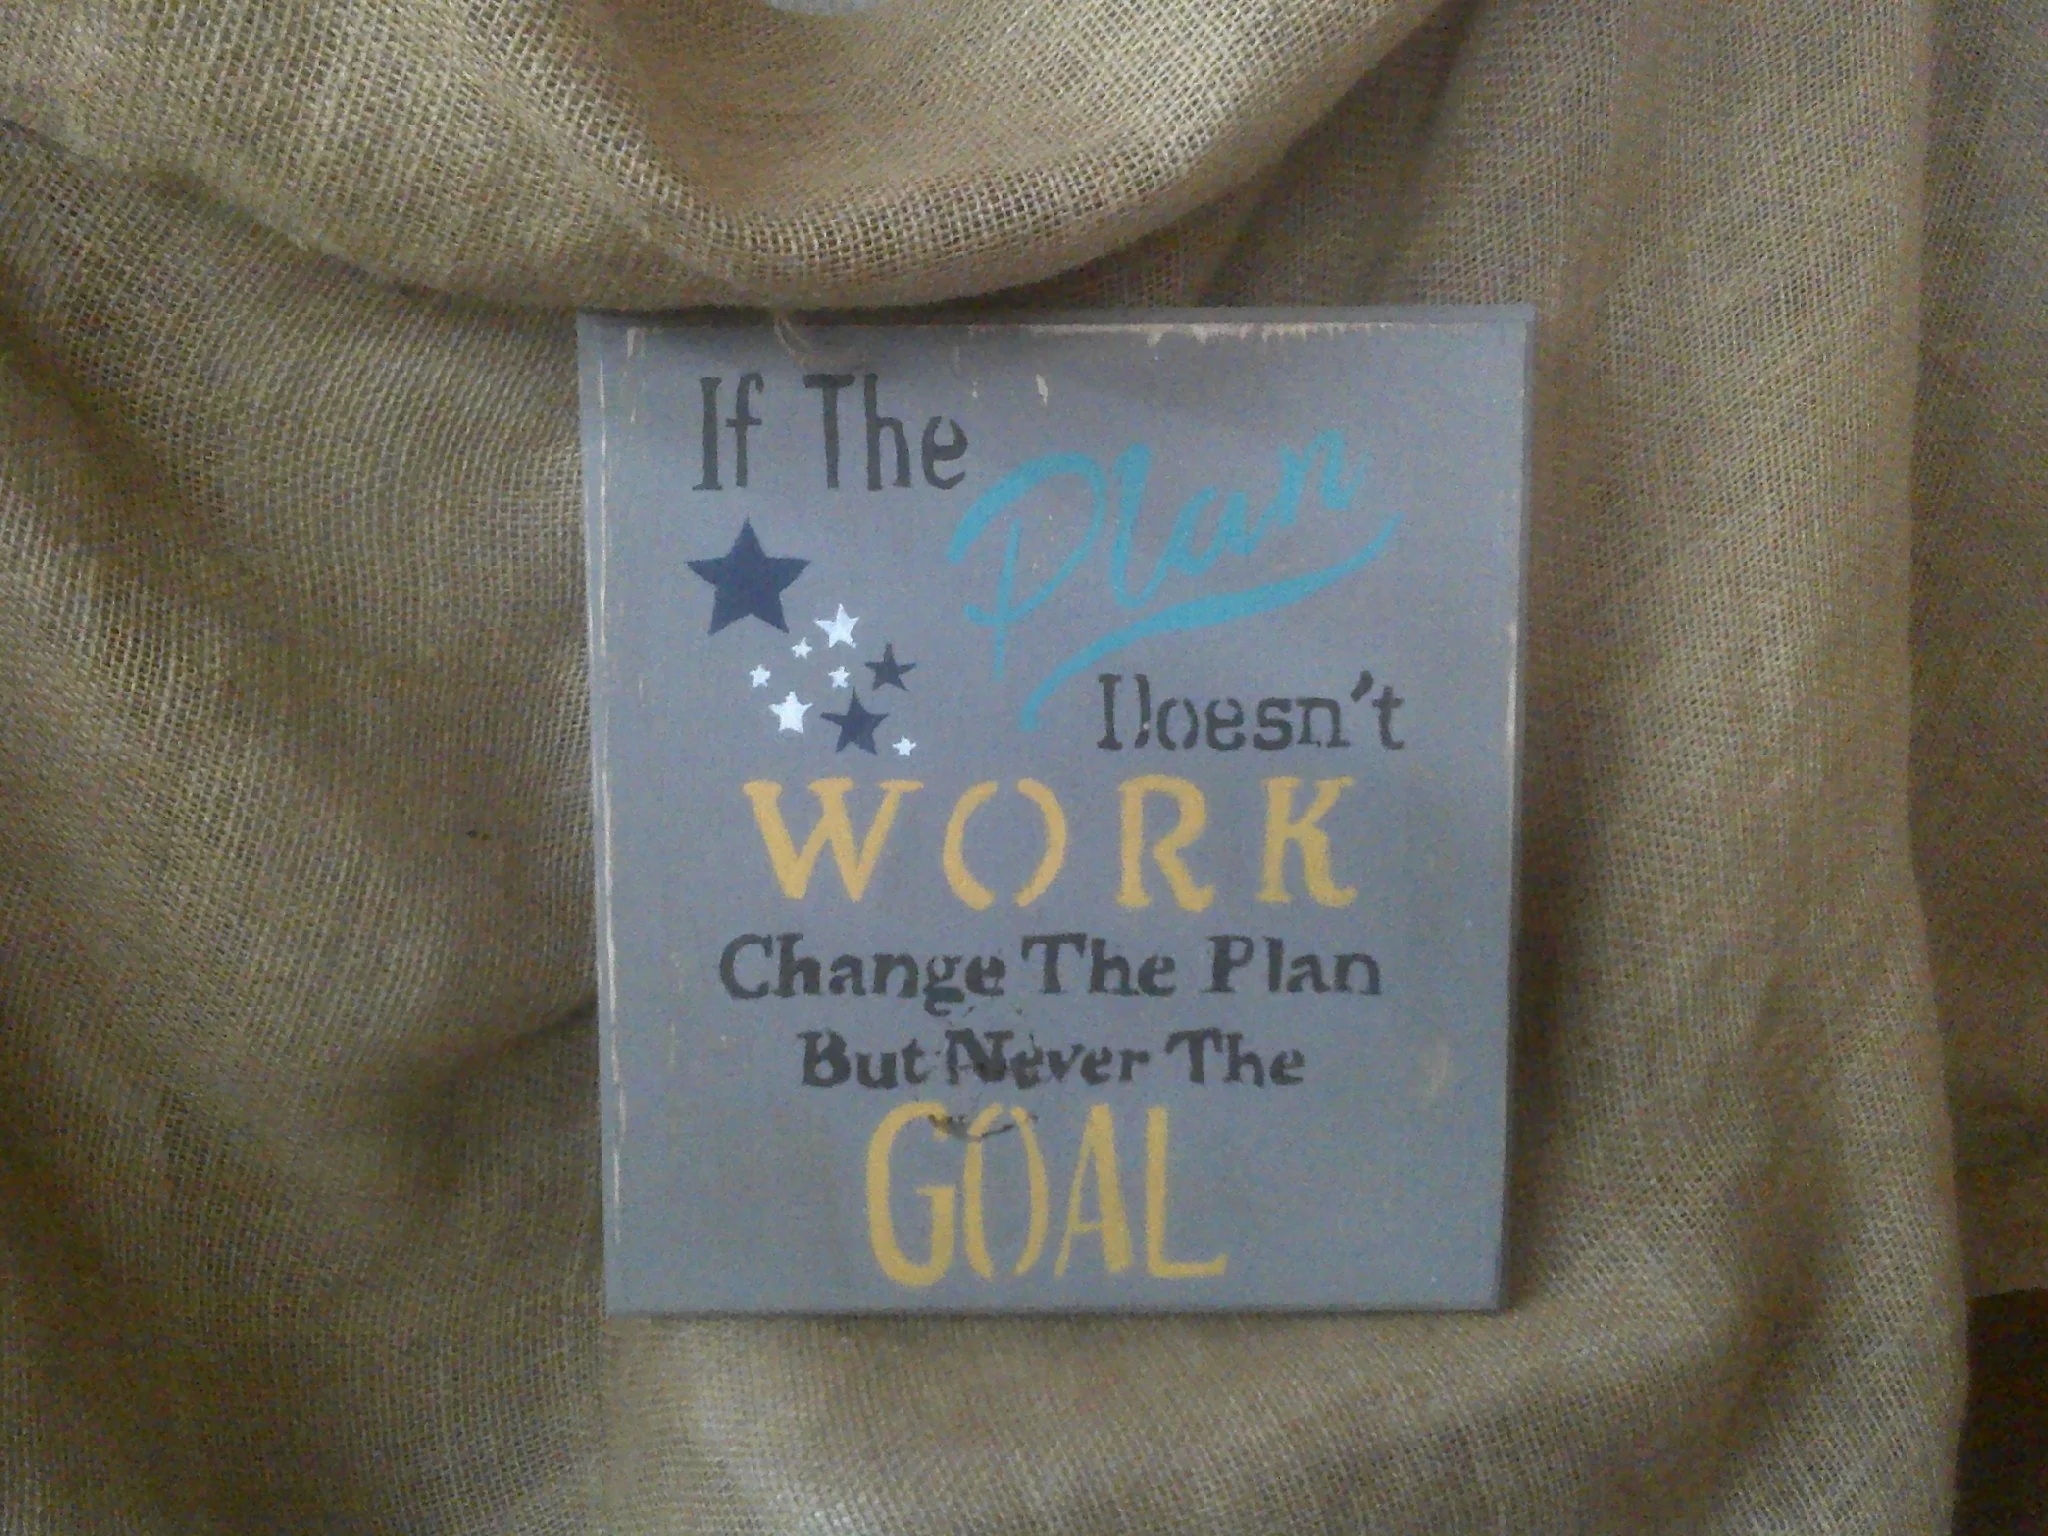 If The
Plan
Doesn't
WORK
Change The Plan
But Never The
GOAL